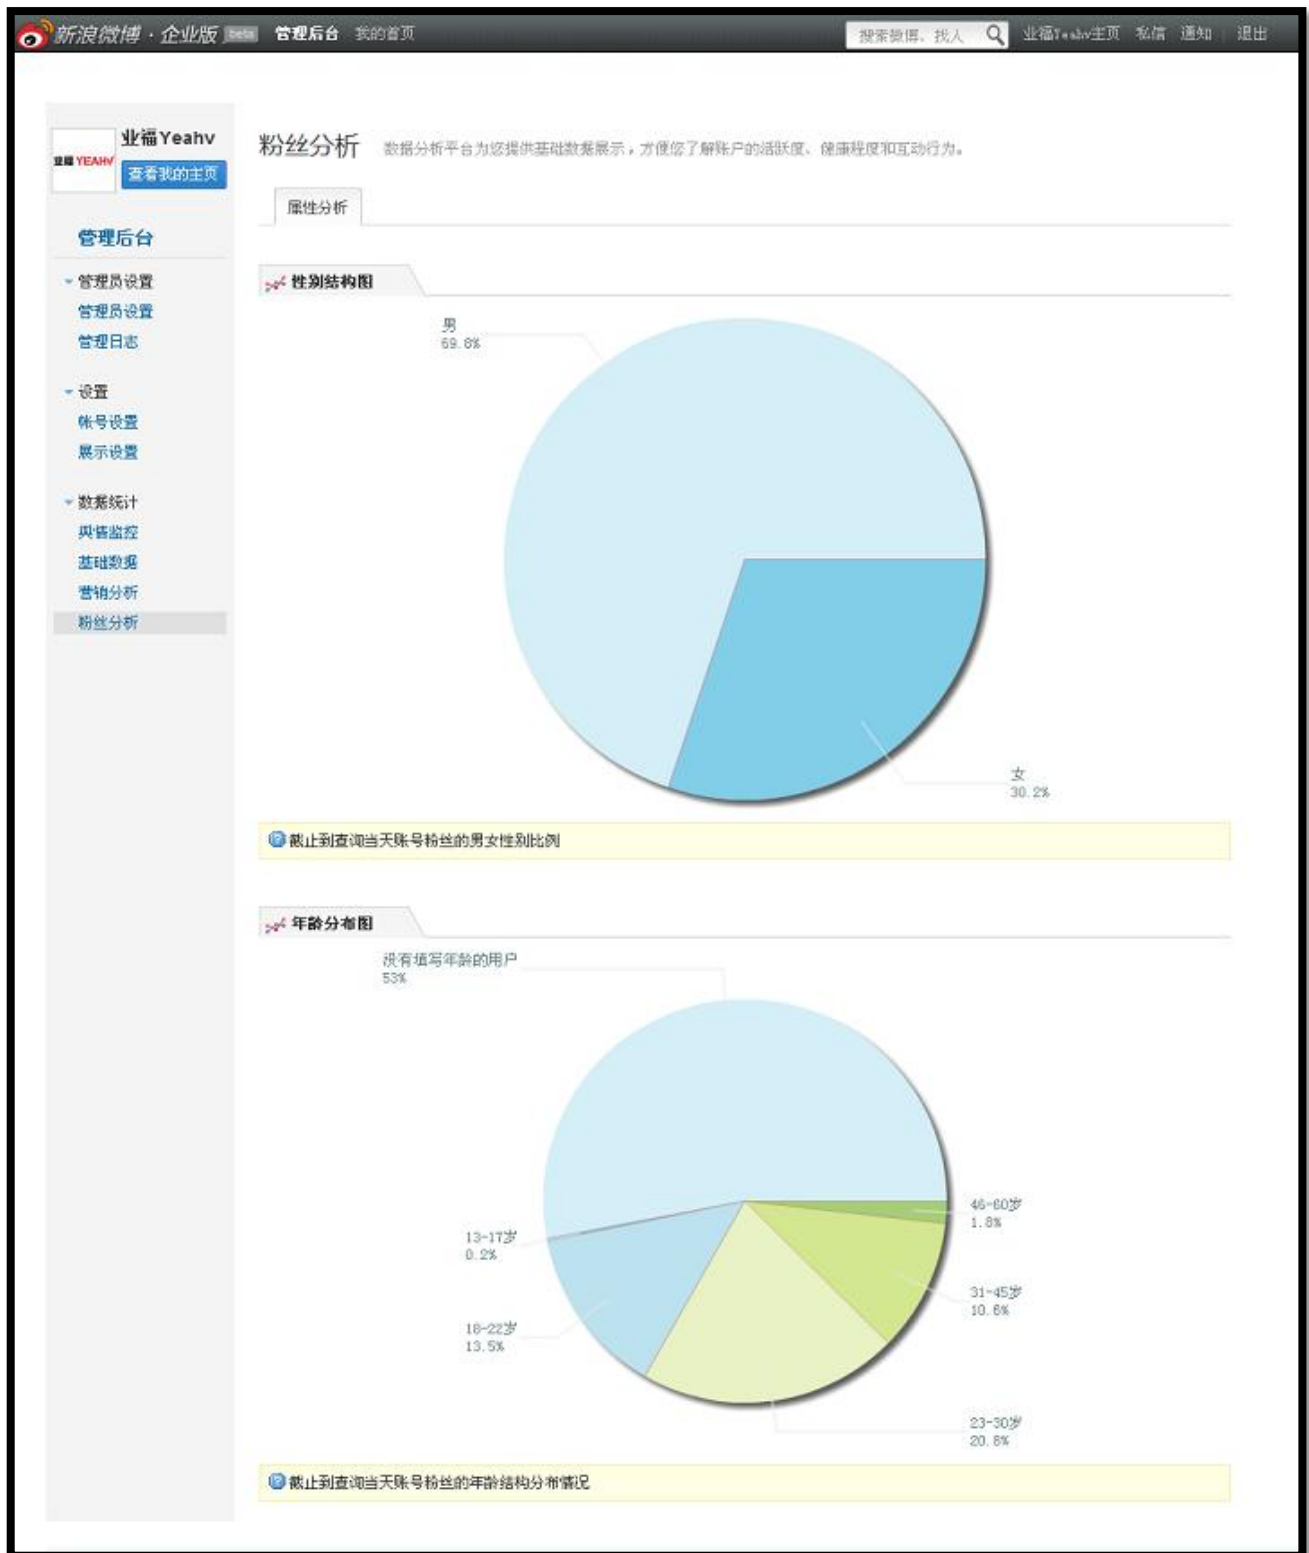 新浪微博·企业版 beta 管理后台 我的首页 搜索微博、找人 业福Yeahv主页 私信 通知 退出
业福 YEAHV
业福Yeahv
查看我的主页
管理后台
管理员设置
管理员设置
管理日志
设置
帐号设置
展示设置
数据统计
舆情监控
基础数据
营销分析
粉丝分析
粉丝分析 数据分析平台为您提供基础数据展示，方便您了解账户的活跃度、健康程度和互动行为。
属性分析
性别结构图
男
69.8%
女
30.2%
截止到查询当天账号粉丝的男女性别比例
年龄分布图
没有填写年龄的用户
53%
46-60岁
1.8%
13-17岁
0.2%
31-45岁
10.6%
18-22岁
13.5%
23-30岁
20.8%
截止到查询当天账号粉丝的年龄结构分布情况